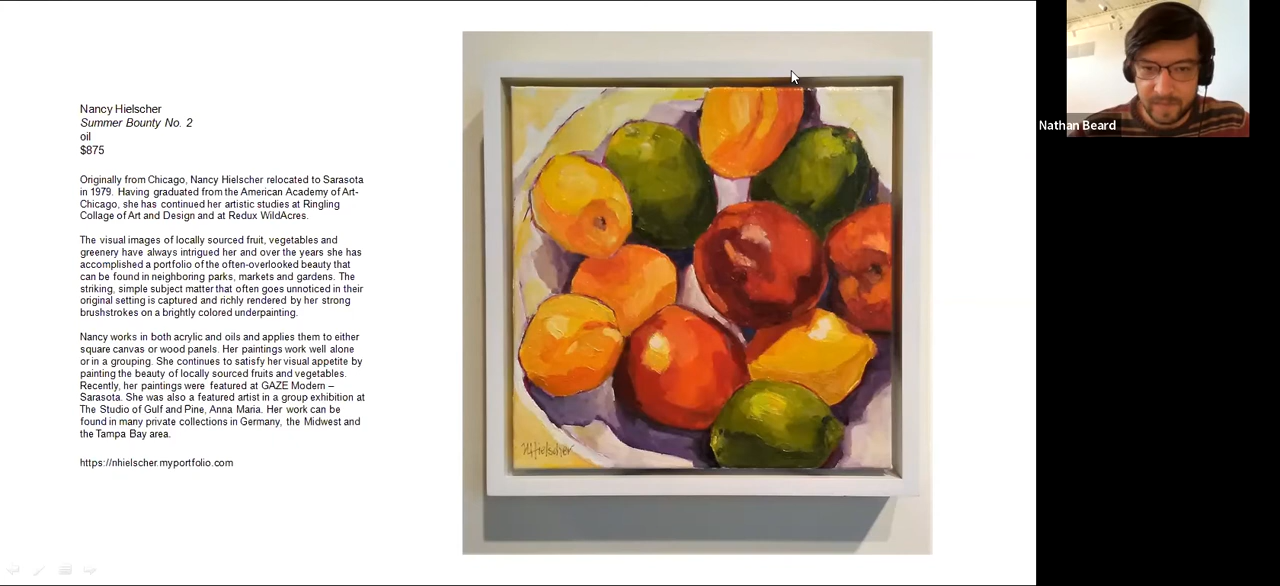 Nancy Hielscher
Summer Bounty No. 2
oil
$875
Originally from Chicago, Nancy Hielscher relocated to Sarasota
in 1979. Having graduated from the American Academy of Art-
Chicago, she has continued her artistic studies at Ringling
Collage of Art and Design and at Redux WildAcres.
The visual images of locally sourced fruit, vegetables and
greenery have always intrigued her and over the years she has
accomplished a portfolio of the often-overlooked beauty that
can be found in neighboring parks, markets and gardens. The
striking, simple subject matter that often goes unnoticed in their
original setting is captured and richly rendered by her strong
brushstrokes on a brightly colored underpainting.
Nancy works in both acrylic and oils and applies them to either
square canvas or wood panels. Her paintings work well alone
or in a grouping. She continues to satisfy her visual appetite by
painting the beauty of locally sourced fruits and vegetables.
Recently, her paintings were featured at GAZE Modern –
Sarasota. She was also a featured artist in a group exhibition at
The Studio of Gulf and Pine, Anna Maria. Her work can be
found in many private collections in Germany, the Midwest and
the Tampa Bay area.
https://nhielscher.myportfolio.com
NHielscher
Nathan Beard